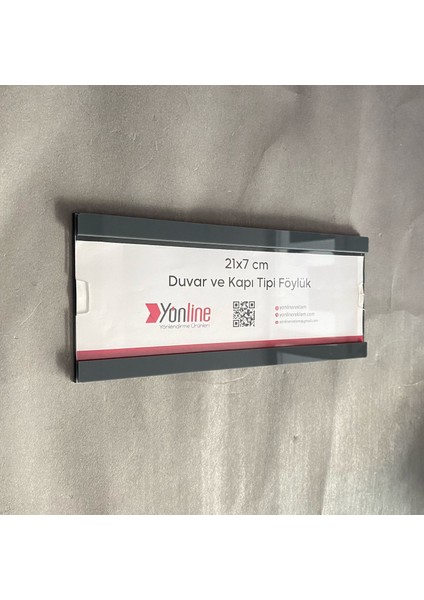 21x7 cm
Duvar ve Kapı Tipi Föylük
Yonline
Yönlendirme Ürünleri